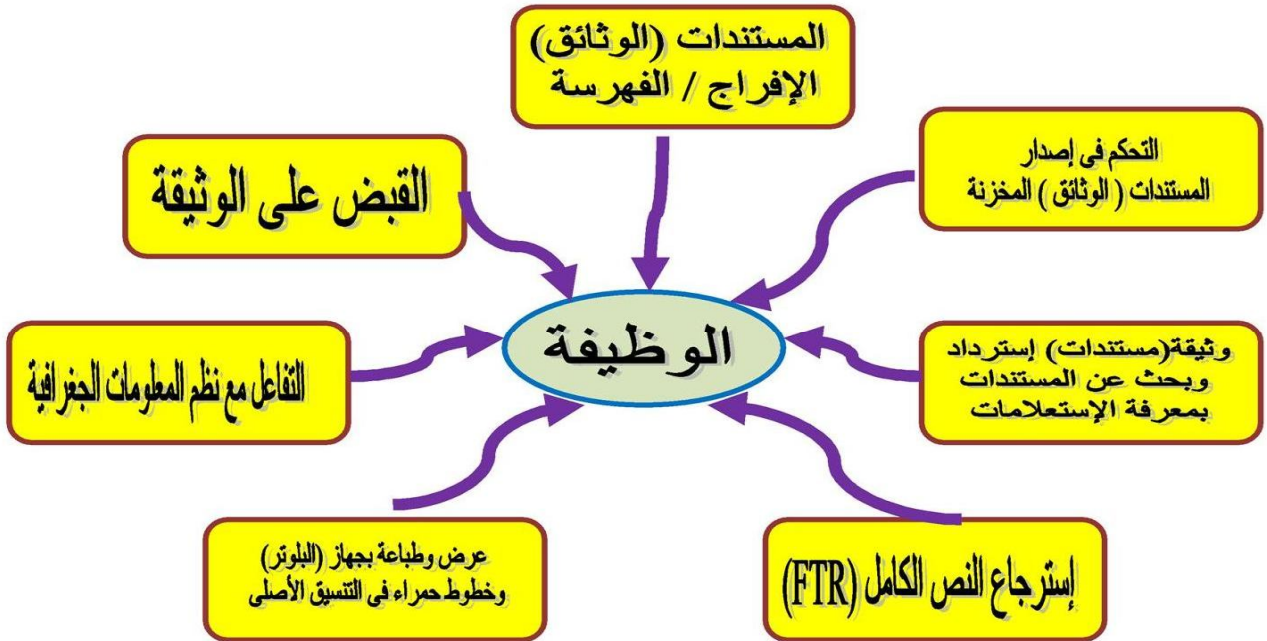 المستندات (الوثائق)
الإفراج / الفهرسة
التحكم فى إصدار
المستندات ( الوثائق ) المخزنة
القبض على الوثيقة
الوظيفة
وثيقة(مستندات) إسترداد
وبحث عن المستندات
بمعرفة الإستعلامات
التفاعل مع نظم المعلومات الجغرافية
إسترجاع النص الكامل (FTR)
عرض وطباعة بجهاز (البلوتر)
وخطوط حمراء فى التنسيق الأصلى